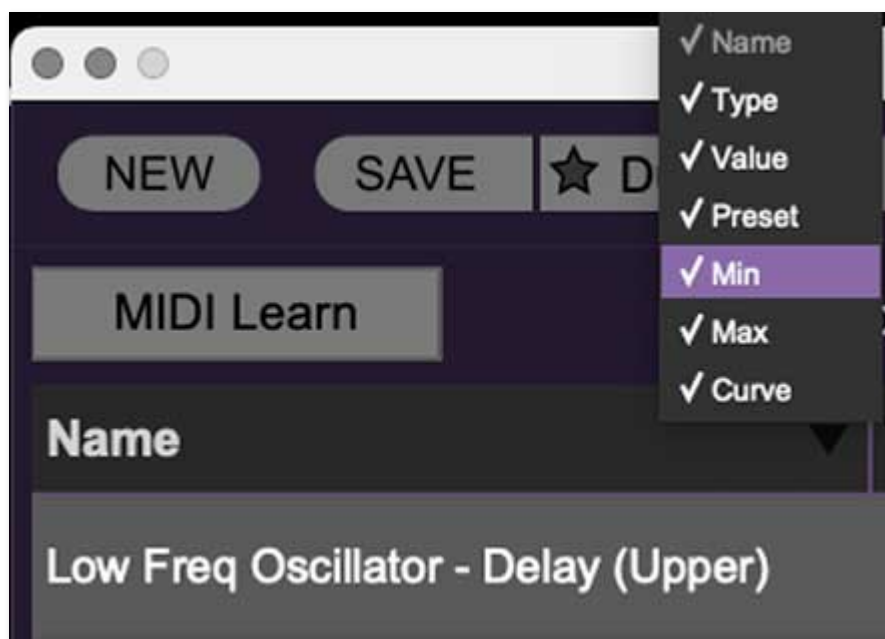 ✓ Name
✓ Type
✓ Value
✓ Preset
✓ Min
✓ Max
✓ Curve
NEW
SAVE
MIDI Learn
Name
Low Freq Oscillator - Delay (Upper)